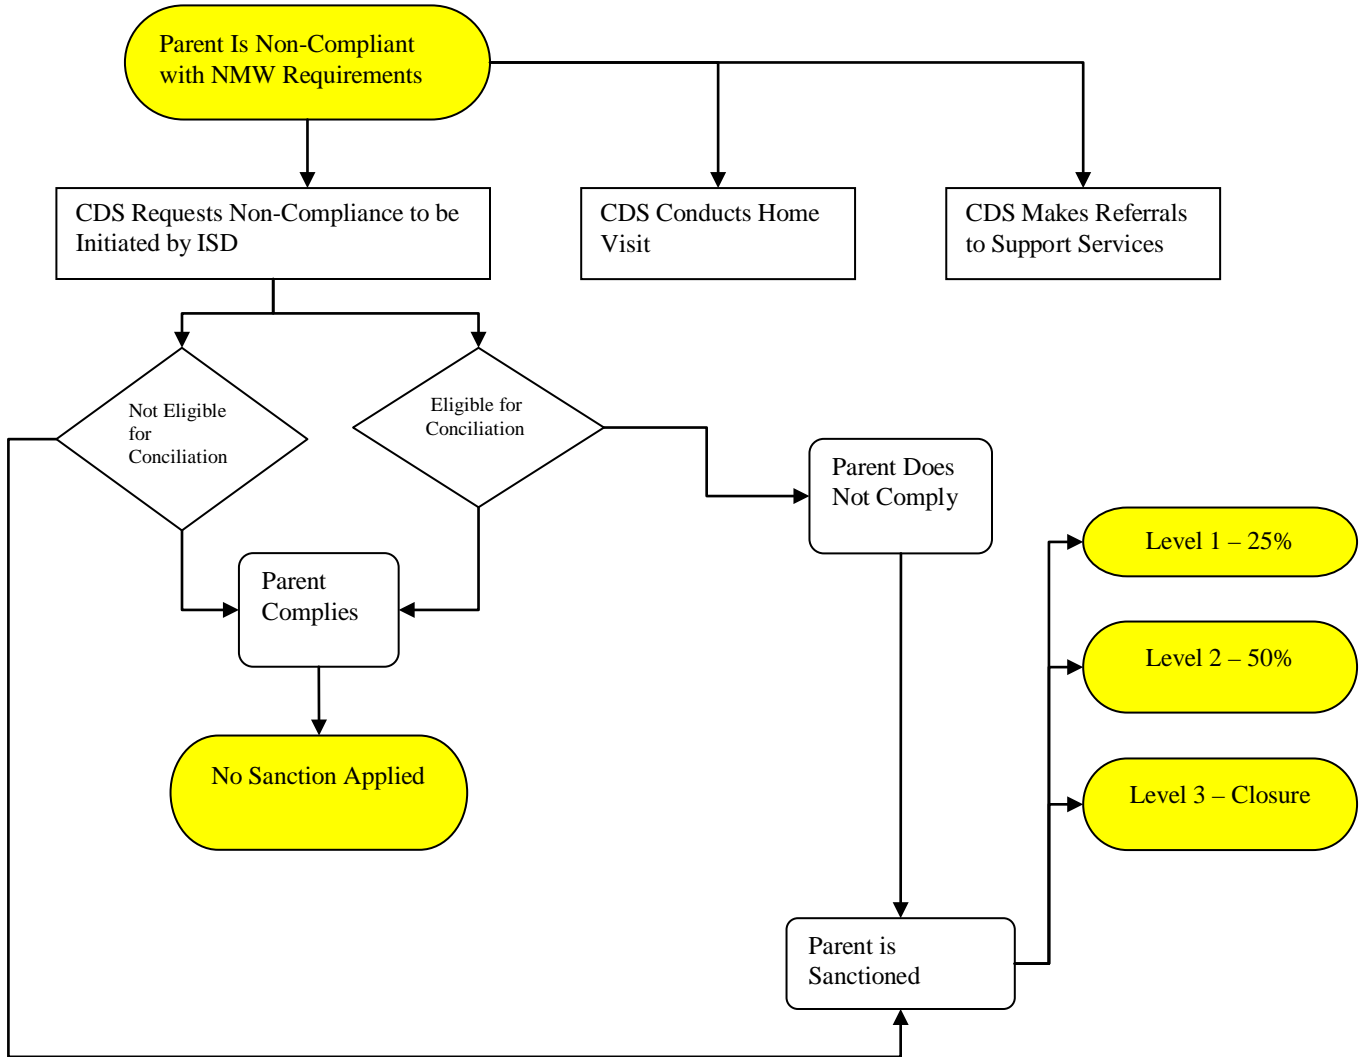 Parent Is Non-Compliant
with NMW Requirements
CDS Requests Non-Compliance to be
Initiated by ISD
CDS Conducts Home
Visit
CDS Makes Referrals
to Support Services
Not Eligible
for
Conciliation
Eligible for
Conciliation
Parent Does
Not Comply
Level 1 – 25%
Parent
Complies
Level 2 – 50%
No Sanction Applied
Level 3 – Closure
Parent is
Sanctioned